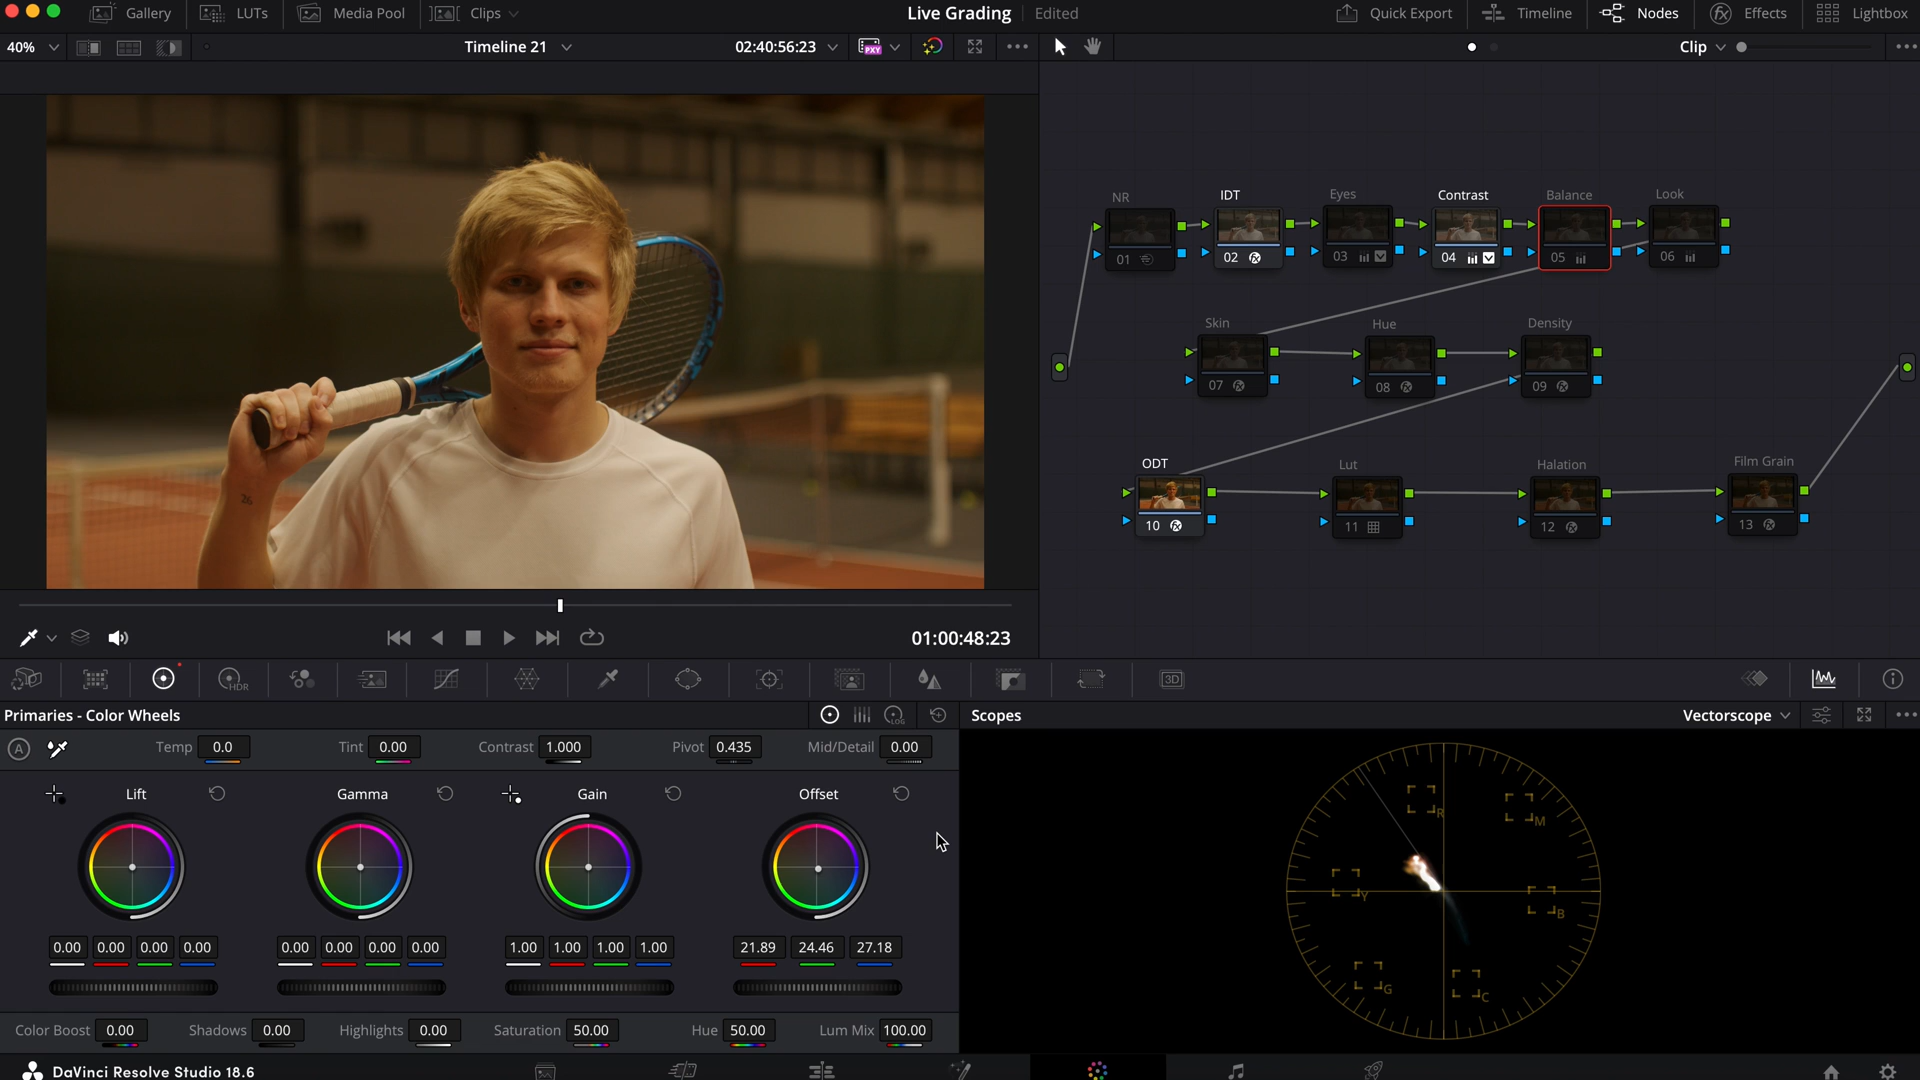 Gallery LUTs Media Pool Clips Live Grading Edited Quick Export Timeline Nodes Effects Lightbox
40% Timeline 21 02:40:56:23 PXY Clip
NR IDT Eyes Contrast Balance Look
01 02 03 04 05 06
Skin Hue Density
07 08 09
ODT Lut Halation Film Grain
10 11 12 13
26
01:00:48:23
HDR 3D
Primaries - Color Wheels LOG Scopes Vectorscope
A Temp 0.0 Tint 0.00 Contrast 1.000 Pivot 0.435 Mid/Detail 0.00
Lift Gamma Gain Offset
0.00 0.00 0.00 0.00 0.00 0.00 0.00 0.00 1.00 1.00 1.00 1.00 21.89 24.46 27.18
R M
Y B
G C
Color Boost 0.00 Shadows 0.00 Highlights 0.00 Saturation 50.00 Hue 50.00 Lum Mix 100.00
DaVinci Resolve Studio 18.6